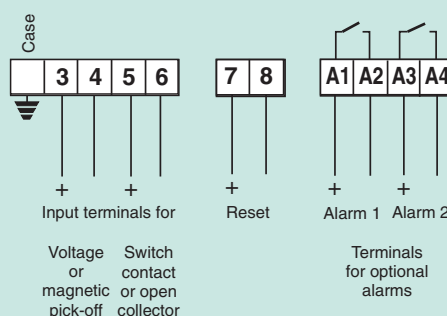 Case
3 4 5 6 7 8 A1 A2 A3 A4
+ + + + +
Input terminals for Reset Alarm 1 Alarm 2
Voltage
or
magnetic
pick-off
Switch
contact
or open
collector
Terminals
for optional
alarms